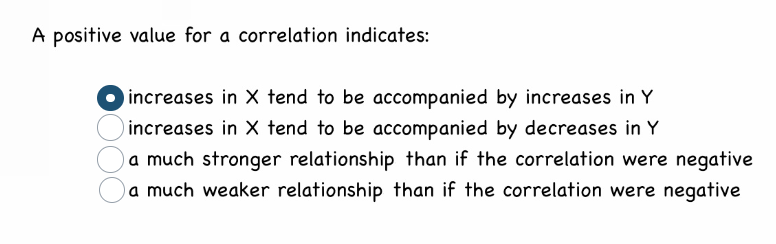 A positive value for a correlation indicates:
increases in X tend to be accompanied by increases in Y
increases in X tend to be accompanied by decreases in Y
a much stronger relationship than if the correlation were negative
a much weaker relationship than if the correlation were negative